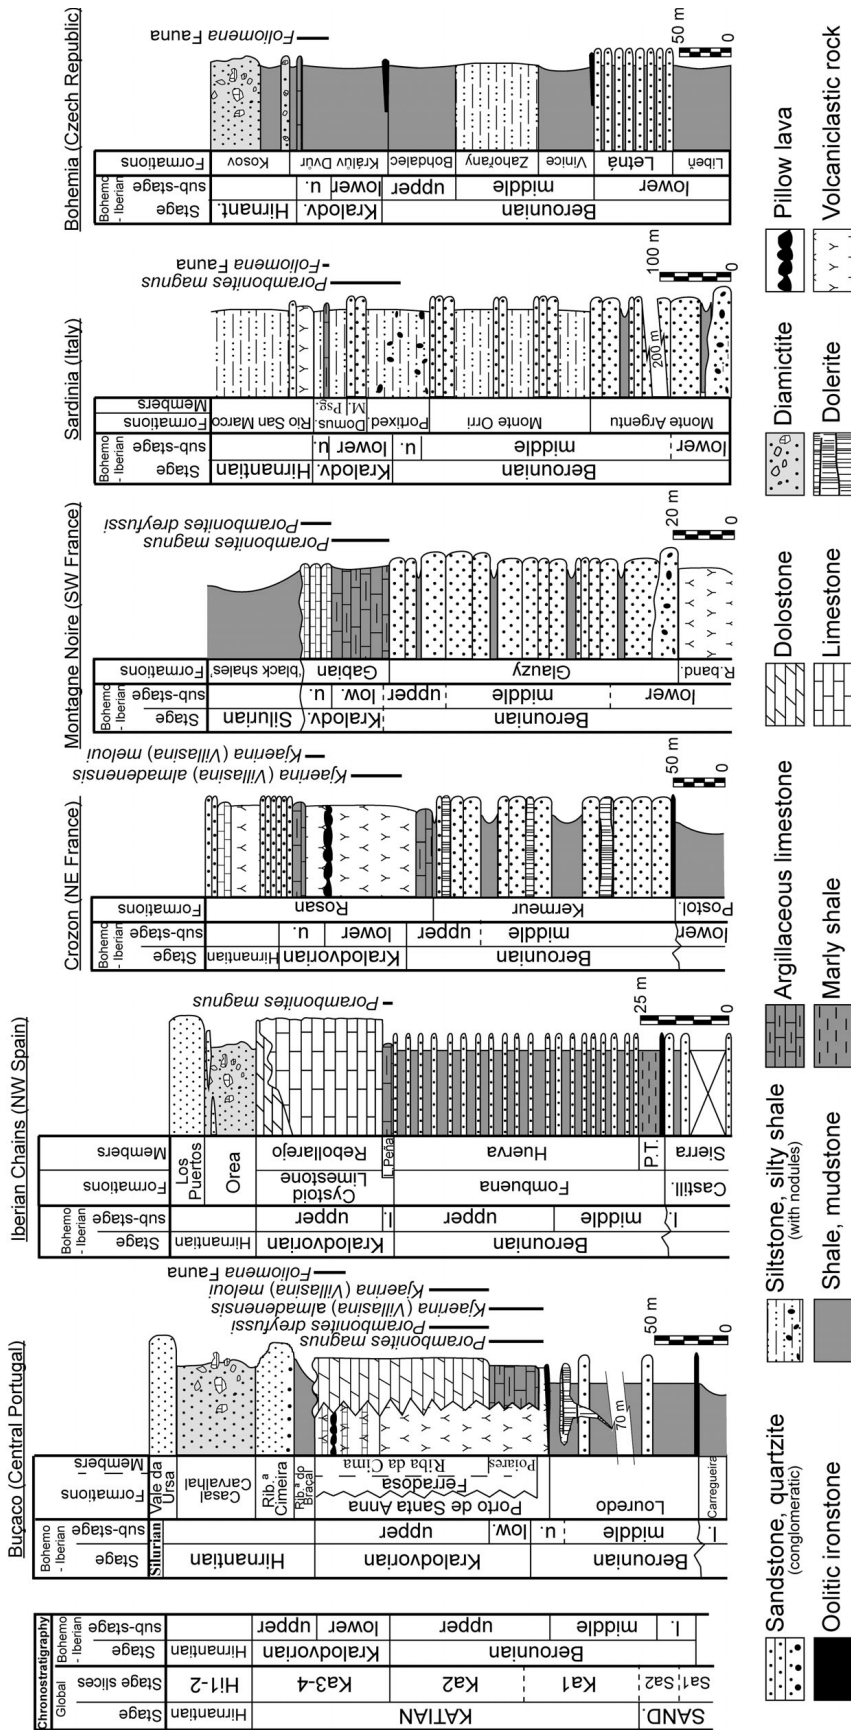 Chronostratigraphy
Global
Bohemo - Iberian
Stage
Stage slices
Stage
sub-stage
SAND.
KATIAN
Hirnantian
Sa1
Sa2
Ka1
Ka2
Ka3-4
Hi1-2
Berounian
Kralodvorian
Hirnantian
l.
middle
upper
lower
upper
Buçaco (Central Portugal)
Bohemo - Iberian
Stage
sub-stage
Formations
Members
Berounian
Kralodvorian
Hirnantian
Silurian
l.
middle
u.
low.
upper
Carregueira
Louredo
Porto de Santa Anna
Ferradosa
Poiares
Riba da Cima
Rib.ª do Braçal
Rib.ª Cimeira
Casal Carvalhal
Vale da Ursa
70 m
50 m
0
Porambonites magnus
Porambonites dreyfussi
Kjaerina (Villasina) almadenensis
Kjaerina (Villasina) meloui
Foliomena Fauna
Iberian Chains (NW Spain)
Bohemo - Iberian
Stage
sub-stage
Formations
Members
Berounian
Kralodvorian
Hirnantian
l.
middle
upper
l.
upper
Castill.
Fombuena
Cystoid Limestone
Sierra
P.T.
Huerva
L. Peña
Rebollarejo
Orea
Los Puertos
25 m
0
Porambonites magnus
Crozon (NE France)
Bohemo - Iberian
Stage
sub-stage
Formations
Berounian
Kralodvorian
Hirnantian
lower
middle
upper
lower
u.
Postol.
Kermeur
Rosan
50 m
0
Kjaerina (Villasina) almadenensis
Kjaerina (Villasina) meloui
Montagne Noire (SW France)
Bohemo - Iberian
Stage
sub-stage
Formations
Berounian
Kralodv.
Silurian
lower
middle
upper
low.
u.
R.band.
Glauzy
Gabian
'black shales'
20 m
0
Porambonites magnus
Porambonites dreyfussi
Sardinia (Italy)
Bohemo - Iberian
Stage
sub-stage
Formations
Members
Berounian
Kralodv.
Hirnantian
lower
middle
u.
lower
u.
Monte Argentu
Monte Orri
Portixed.
Domus.
M. Psg.
Rio San Marco
200 m
100 m
0
Porambonites magnus
Foliomena Fauna
Bohemia (Czech Republic)
Bohemo - Iberian
Stage
sub-stage
Formations
Berounian
Kralodv.
Hirnant.
lower
middle
upper
lower
u.
Libeň
Letná
Vinice
Zahořany
Bohdalec
Králův Dvůr
Kosov
50 m
0
Foliomena Fauna
Sandstone, quartzite
(conglomeratic)
Siltstone, silty shale
(with nodules)
Argillaceous limestone
Dolostone
Diamictite
Pillow lava
Oolitic ironstone
Shale, mudstone
Marly shale
Limestone
Dolerite
Volcaniclastic rock